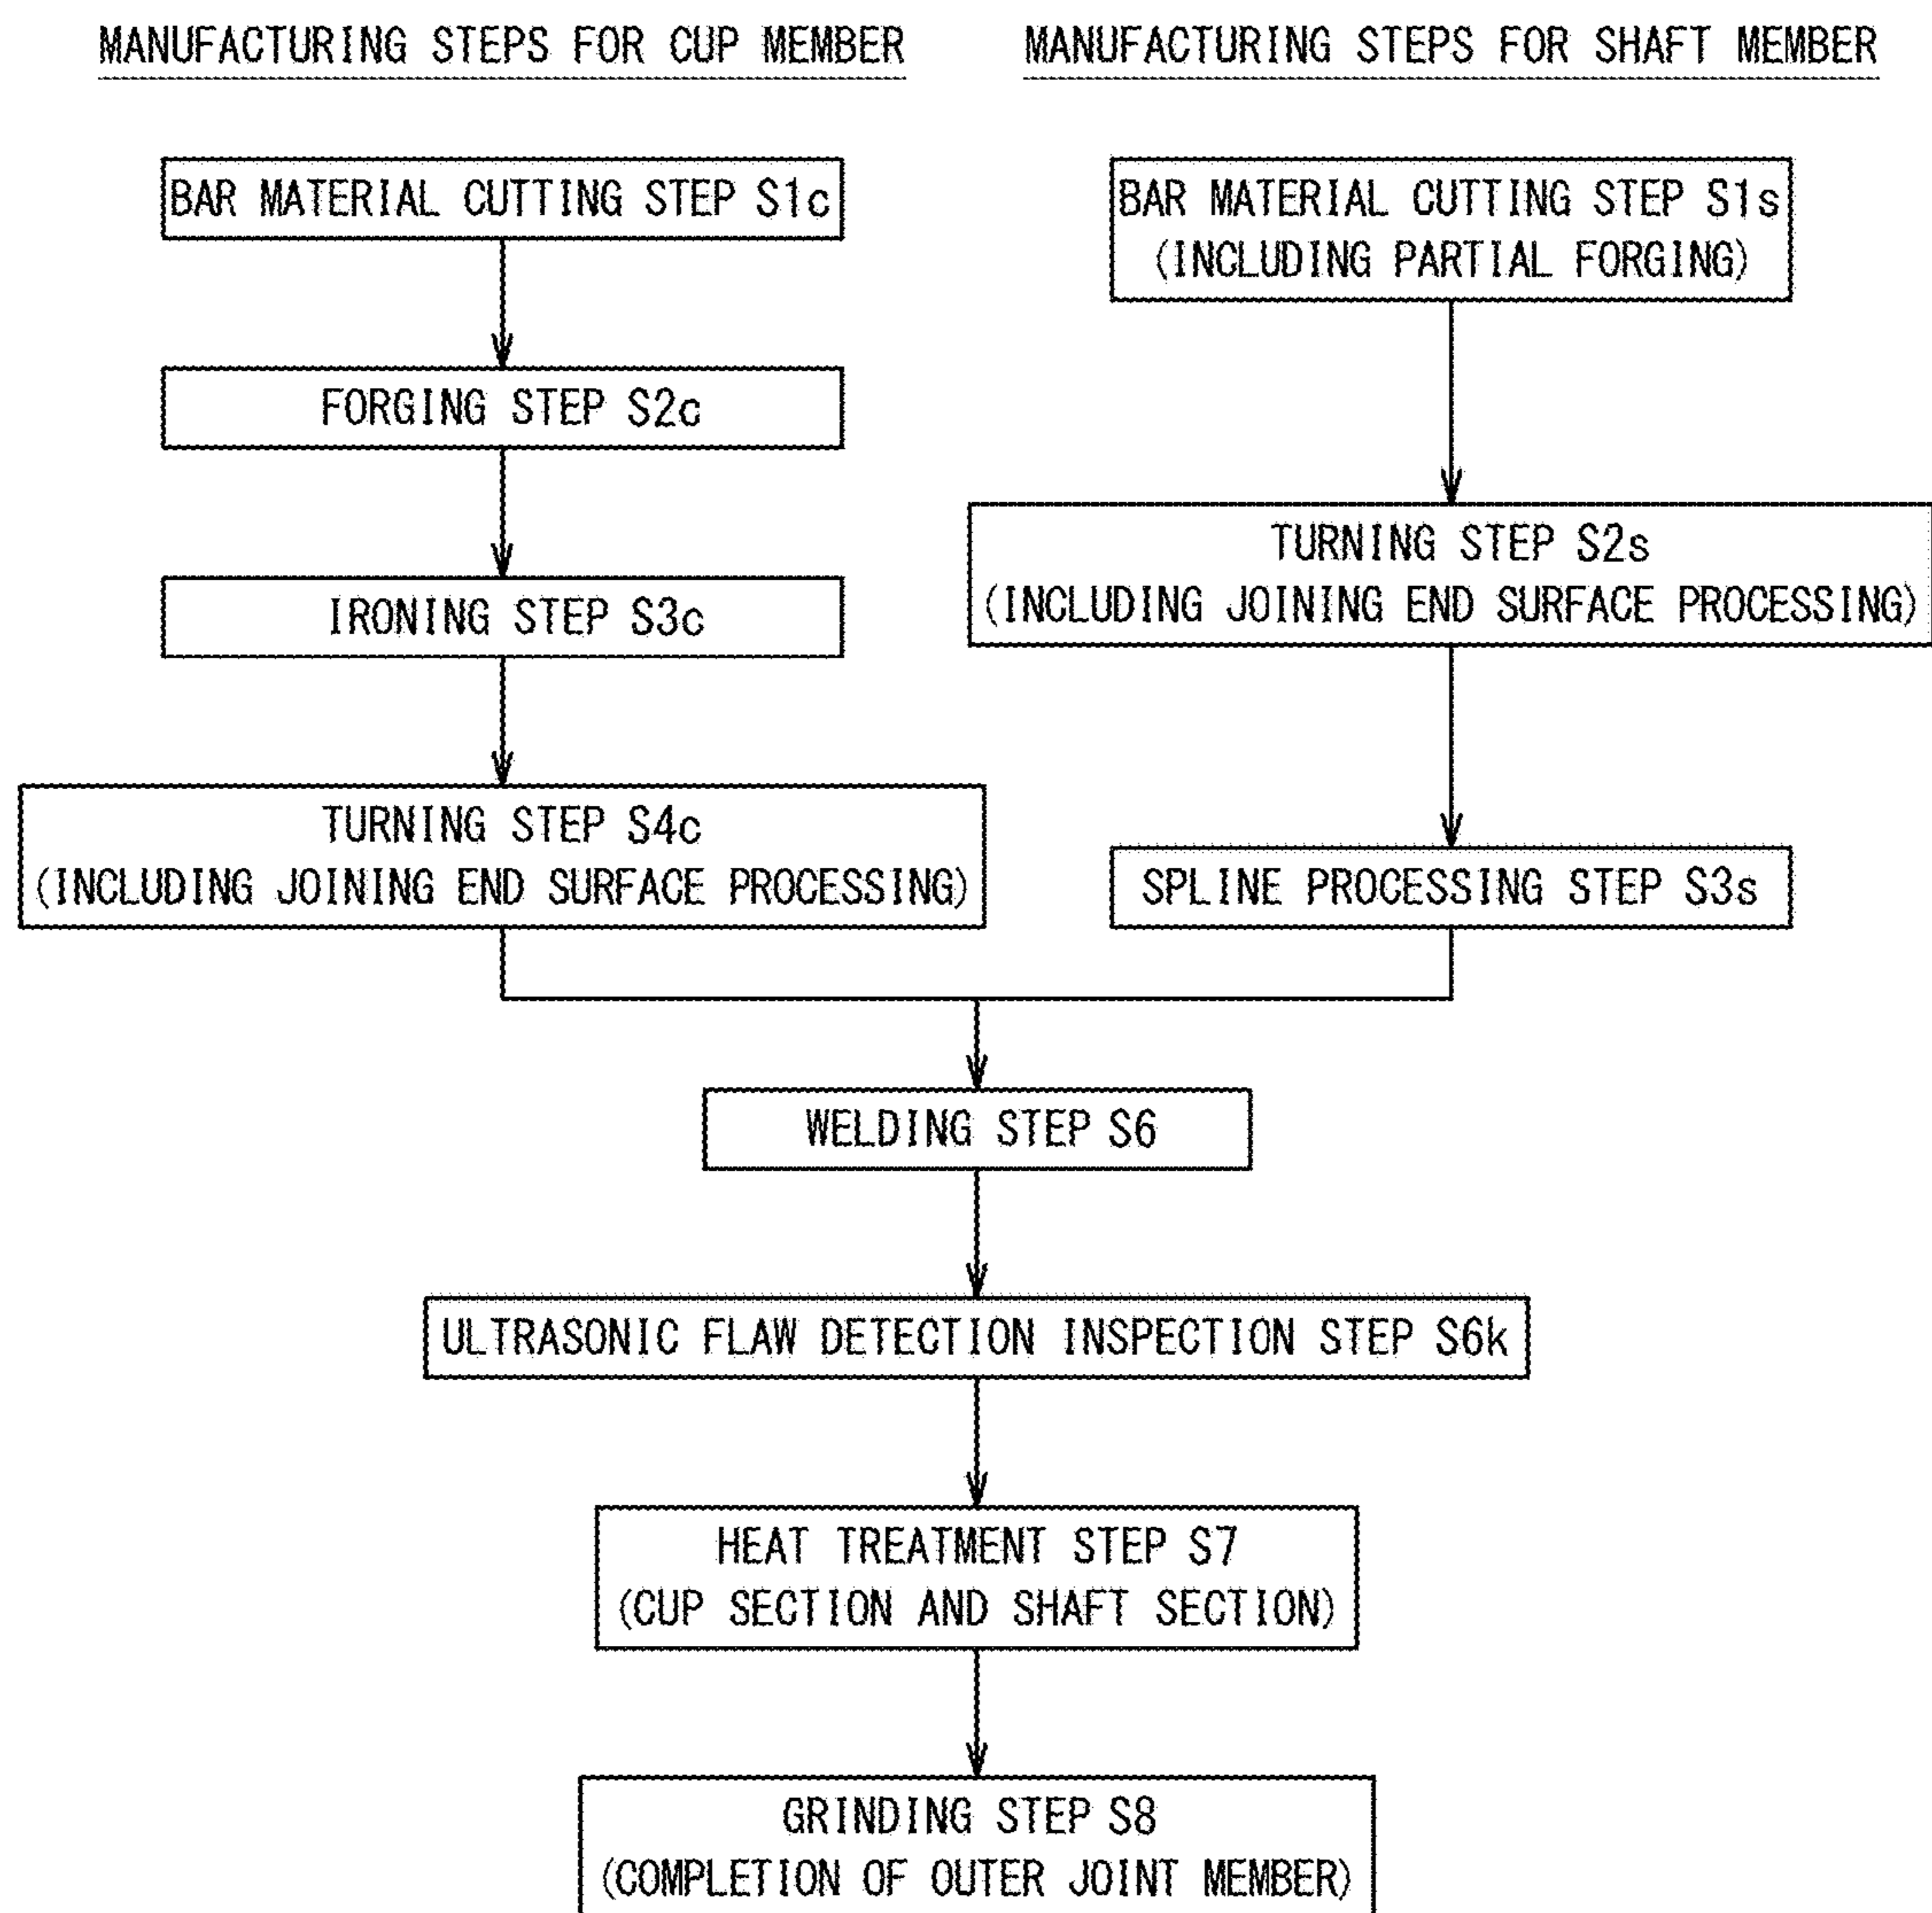 MANUFACTURING STEPS FOR CUP MEMBER
MANUFACTURING STEPS FOR SHAFT MEMBER
BAR MATERIAL CUTTING STEP S1c
FORGING STEP S2c
IRONING STEP S3c
TURNING STEP S4c
(INCLUDING JOINING END SURFACE PROCESSING)
BAR MATERIAL CUTTING STEP S1s
(INCLUDING PARTIAL FORGING)
TURNING STEP S2s
(INCLUDING JOINING END SURFACE PROCESSING)
SPLINE PROCESSING STEP S3s
WELDING STEP S6
ULTRASONIC FLAW DETECTION INSPECTION STEP S6k
HEAT TREATMENT STEP S7
(CUP SECTION AND SHAFT SECTION)
GRINDING STEP S8
(COMPLETION OF OUTER JOINT MEMBER)